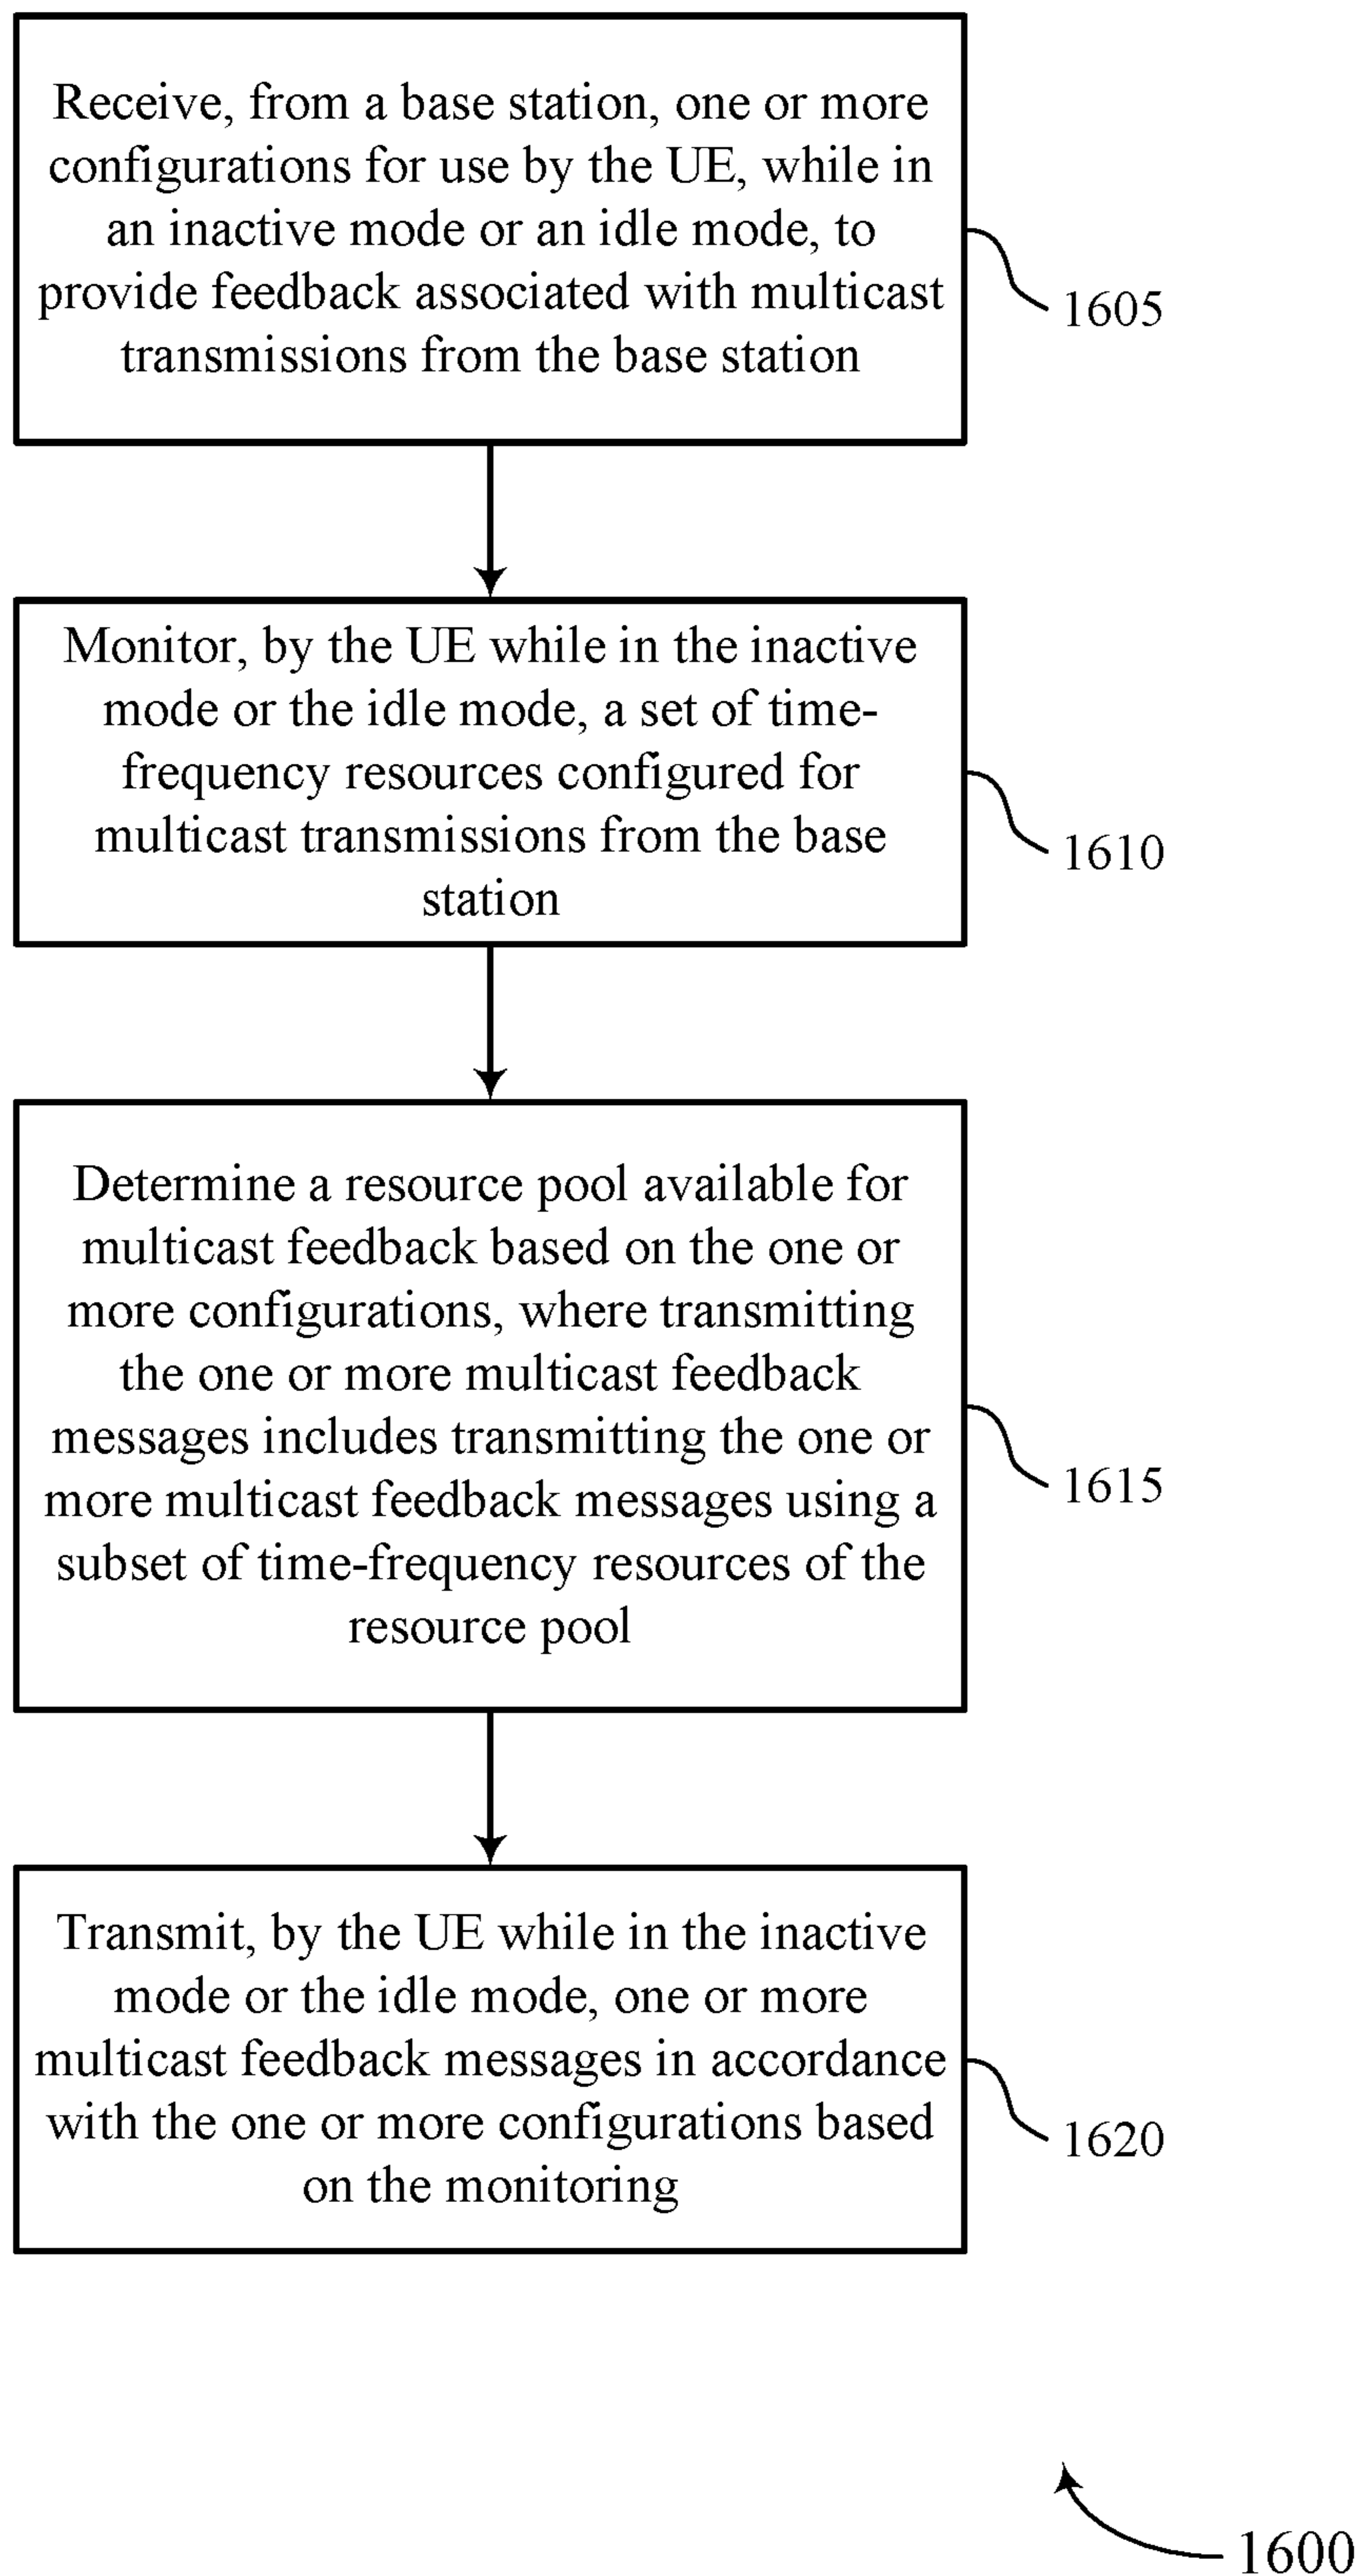 Receive, from a base station, one or more
configurations for use by the UE, while in
an inactive mode or an idle mode, to
provide feedback associated with multicast
transmissions from the base station
1605
Monitor, by the UE while in the inactive
mode or the idle mode, a set of time-
frequency resources configured for
multicast transmissions from the base
station
1610
Determine a resource pool available for
multicast feedback based on the one or
more configurations, where transmitting
the one or more multicast feedback
messages includes transmitting the one or
more multicast feedback messages using a
subset of time-frequency resources of the
resource pool
1615
Transmit, by the UE while in the inactive
mode or the idle mode, one or more
multicast feedback messages in accordance
with the one or more configurations based
on the monitoring
1620
1600